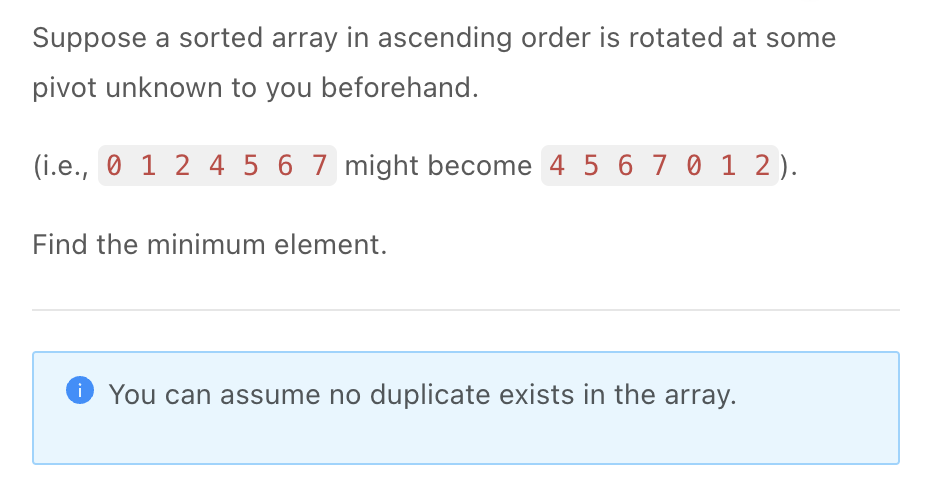 Suppose a sorted array in ascending order is rotated at some
pivot unknown to you beforehand.
(i.e., 0 1 2 4 5 6 7 might become 4 5 6 7 0 1 2).
Find the minimum element.
You can assume no duplicate exists in the array.